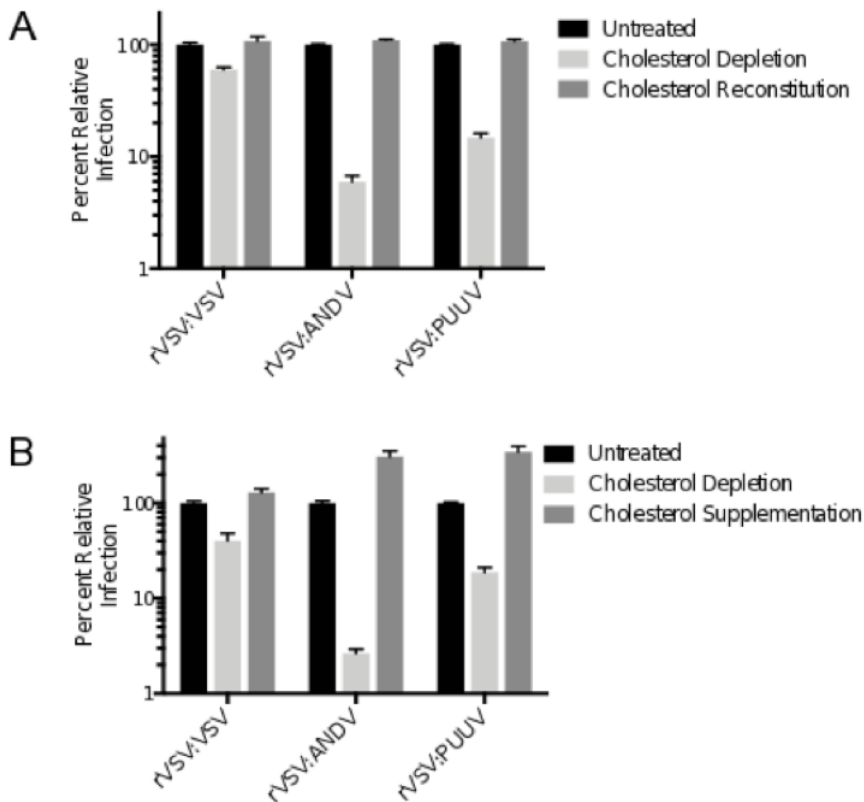 A
Percent Relative
Infection
100
10
1
rVSV:VSV
rVSV:ANDV
rVSV:PUUV
Untreated
Cholesterol Depletion
Cholesterol Reconstitution
B
Percent Relative
Infection
100
10
1
rVSV:VSV
rVSV:ANDV
rVSV:PUUV
Untreated
Cholesterol Depletion
Cholesterol Supplementation